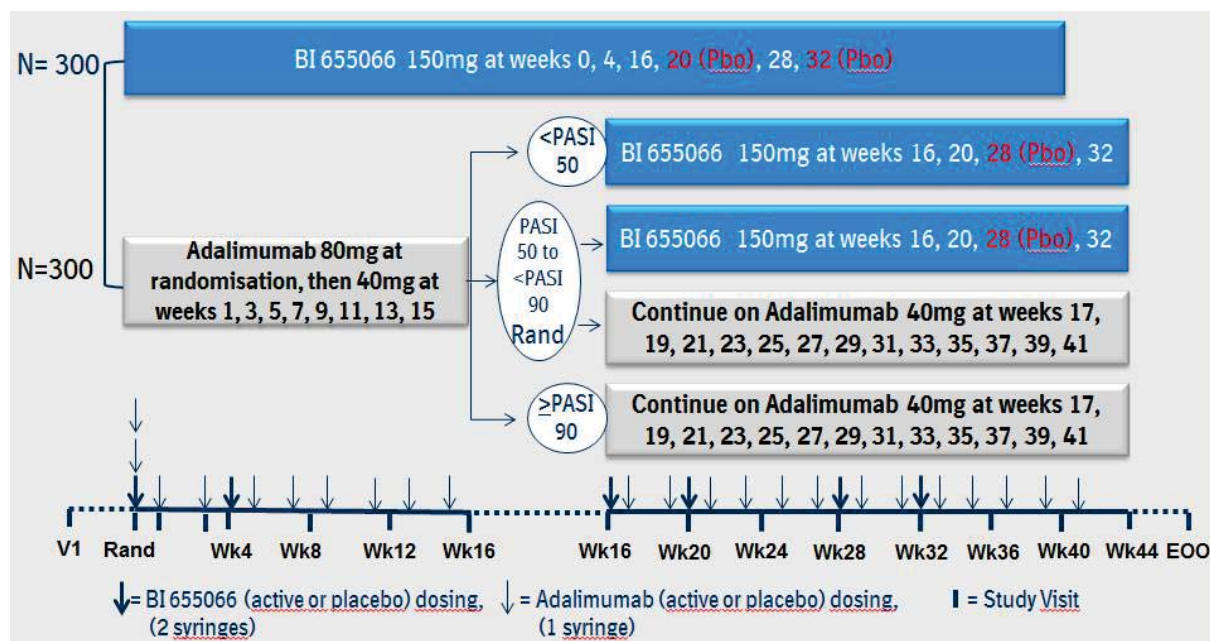 N= 300
BI 655066 150mg at weeks 0, 4, 16, 20 (Pbo), 28, 32 (Pbo)
<PASI
50
BI 655066 150mg at weeks 16, 20, 28 (Pbo), 32
N=300
Adalimumab 80mg at
randomisation, then 40mg at
weeks 1, 3, 5, 7, 9, 11, 13, 15
PASI
50 to
<PASI
90
Rand
BI 655066 150mg at weeks 16, 20, 28 (Pbo), 32
Continue on Adalimumab 40mg at weeks 17,
19, 21, 23, 25, 27, 29, 31, 33, 35, 37, 39, 41
≥PASI
90
Continue on Adalimumab 40mg at weeks 17,
19, 21, 23, 25, 27, 29, 31, 33, 35, 37, 39, 41
V1 Rand Wk4 Wk8 Wk12 Wk16 Wk16 Wk20 Wk24 Wk28 Wk32 Wk36 Wk40 Wk44 EOO
= BI 655066 (active or placebo) dosing,
(2 syringes)
= Adalimumab (active or placebo) dosing,
(1 syringe)
= Study Visit